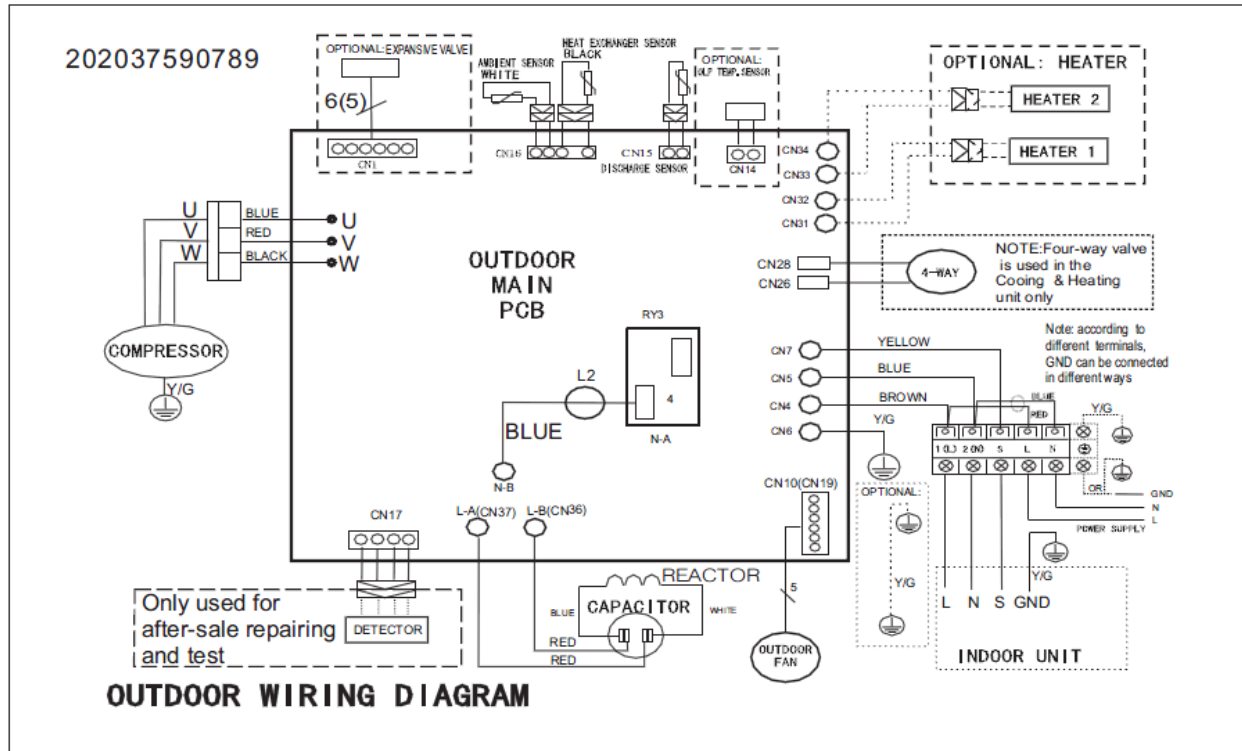 202037590789
OPTIONAL:EXPANSIVE VALVE
6(5)
CN1
AMBIENT SENSOR
WHITE
HEAT EXCHANGER SENSOR
BLACK
CN16
CN15
DISCHARGE SENSOR
OPTIONAL:
OLP TEMP.SENSOR
CN14
OPTIONAL: HEATER
HEATER 2
HEATER 1
CN34
CN33
CN32
CN31
U
V
W
BLUE
RED
BLACK
U
V
W
COMPRESSOR
Y/G
OUTDOOR
MAIN
PCB
CN28
CN26
4-WAY
NOTE:Four-way valve
is used in the
Cooing & Heating
unit only
RY3
4
N-A
L2
BLUE
N-B
CN7
CN5
CN4
CN6
YELLOW
BLUE
BROWN
Y/G
Note: according to
different terminals,
GND can be connected
in different ways
BLUE
RED
Y/G
1 (L) 2 (N) S L N
OR
GND
N
L
POWER SUPPLY
Y/G
L N S GND
INDOOR UNIT
OPTIONAL:
Y/G
CN10(CN19)
5
OUTDOOR
FAN
L-A(CN37)
L-B(CN36)
REACTOR
CAPACITOR
BLUE
WHITE
RED
RED
CN17
Only used for
after-sale repairing
and test
DETECTOR
OUTDOOR WIRING DIAGRAM